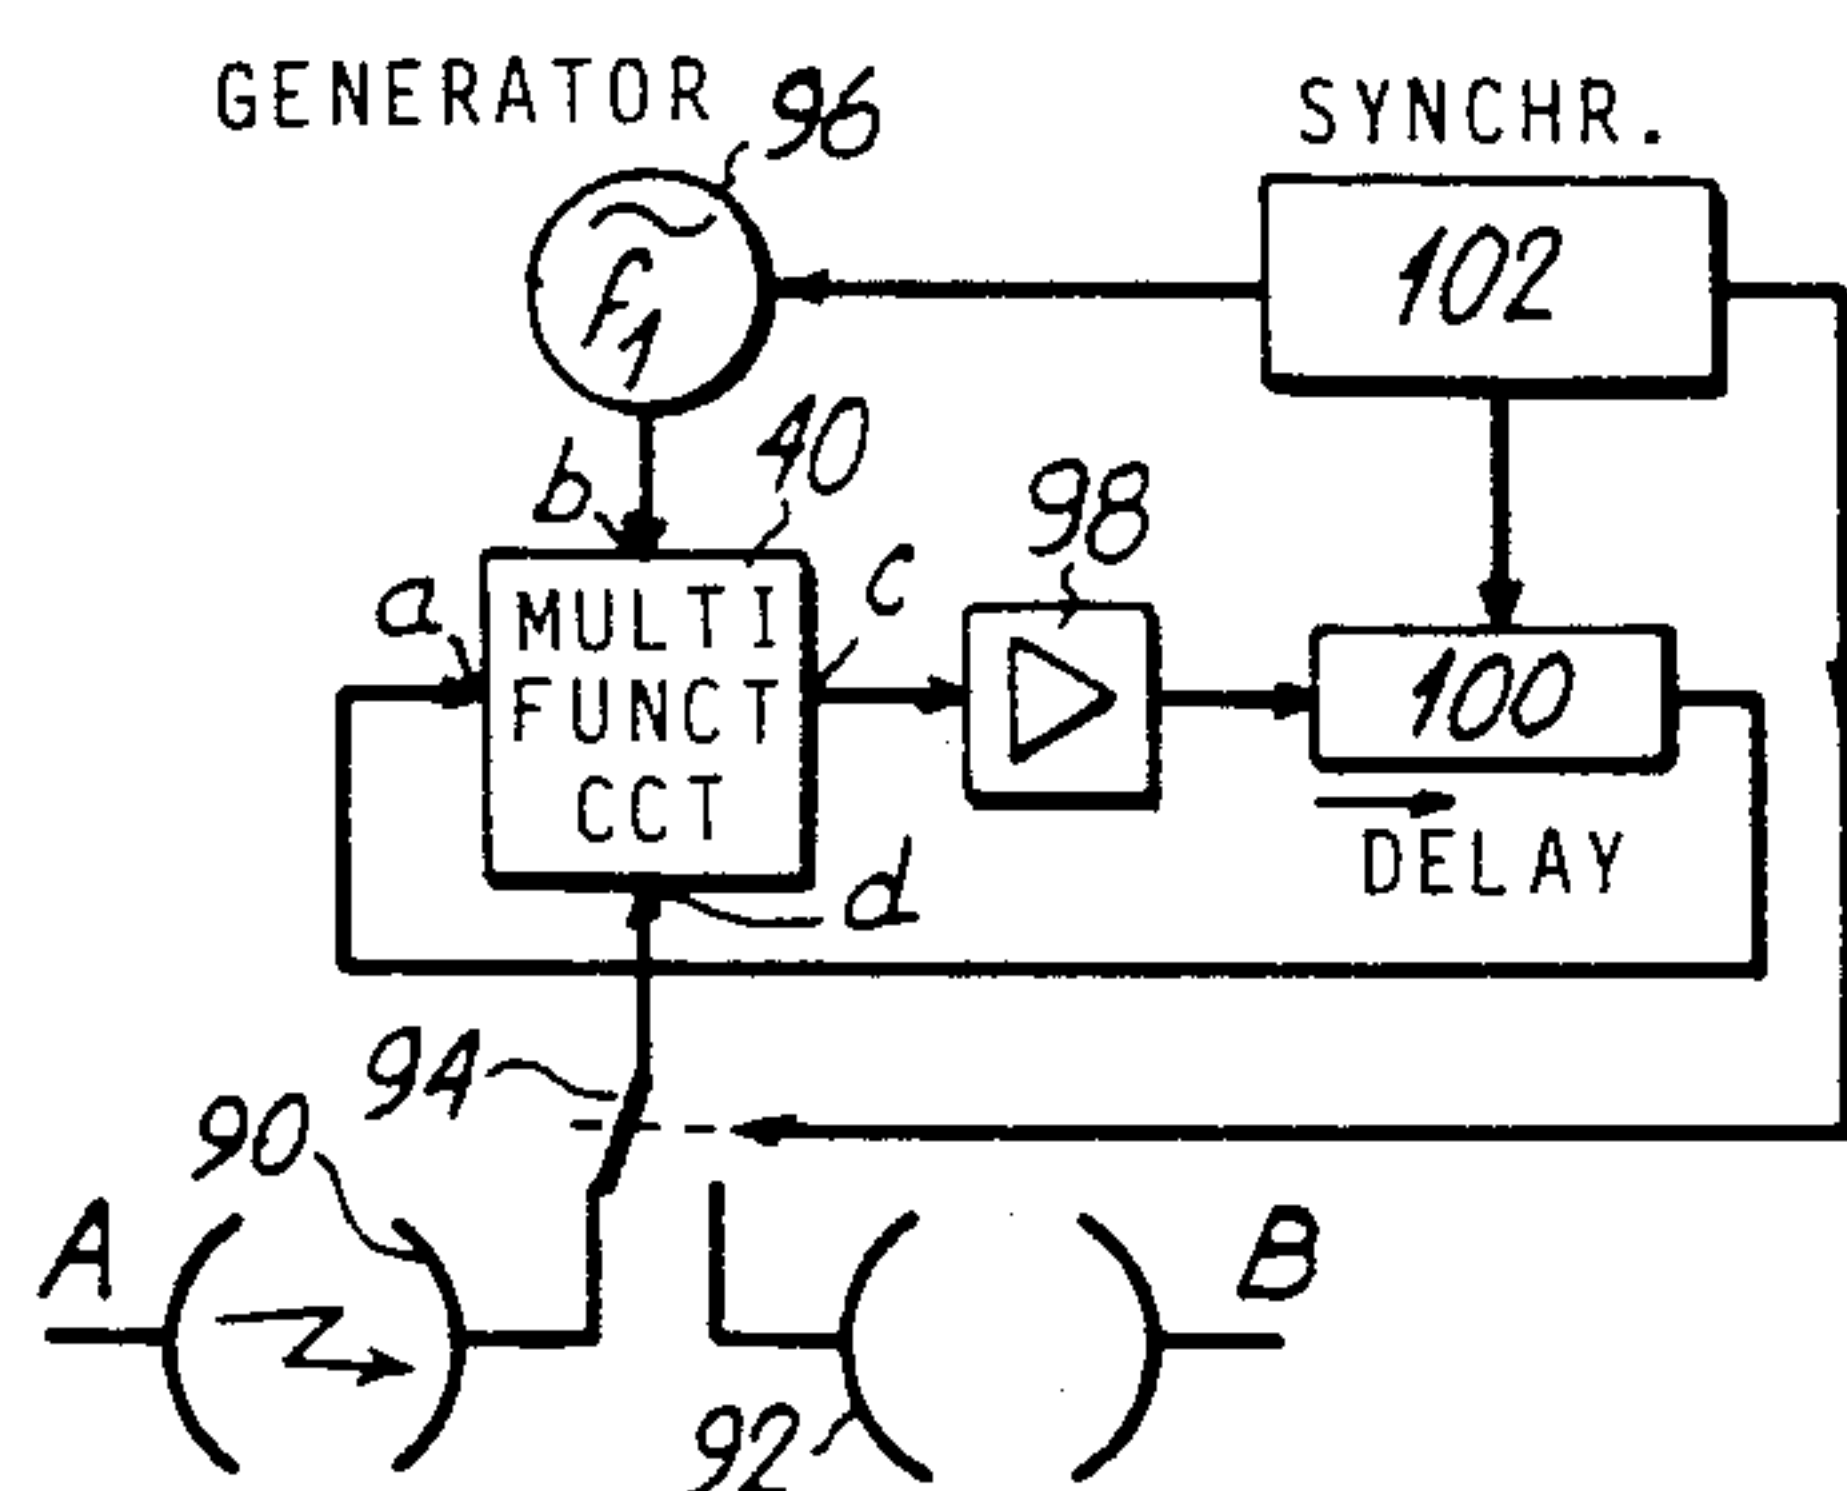 GENERATOR
96
SYNCHR.
f1
102
b
40
98
a
MULTI
FUNCT
CCT
c
100
DELAY
d
94
90
A
B
92